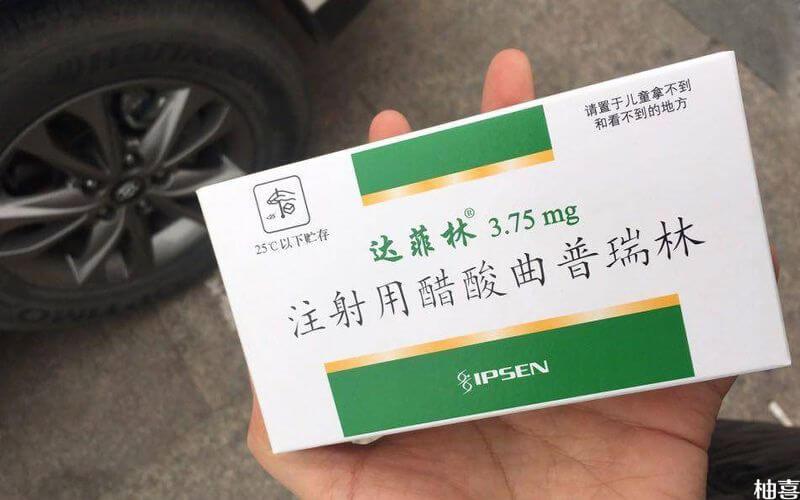 请置于儿童拿不到
和看不到的地方
25℃以下贮存
达菲林® 3.75 mg
注射用醋酸曲普瑞林
IPSEN
柚喜